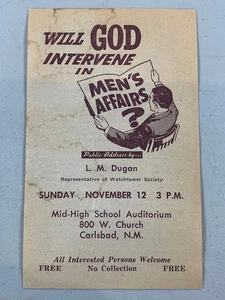 WILL GOD
INTERVENE
IN
MEN'S
AFFAIRS
?
Public Address by...
L. M. Dugan
Representative of Watchtower Society
SUNDAY NOVEMBER 12 3 P.M.
Mid-High School Auditorium
800 W. Church
Carlsbad, N.M.
All Interested Persons Welcome
FREE No Collection FREE